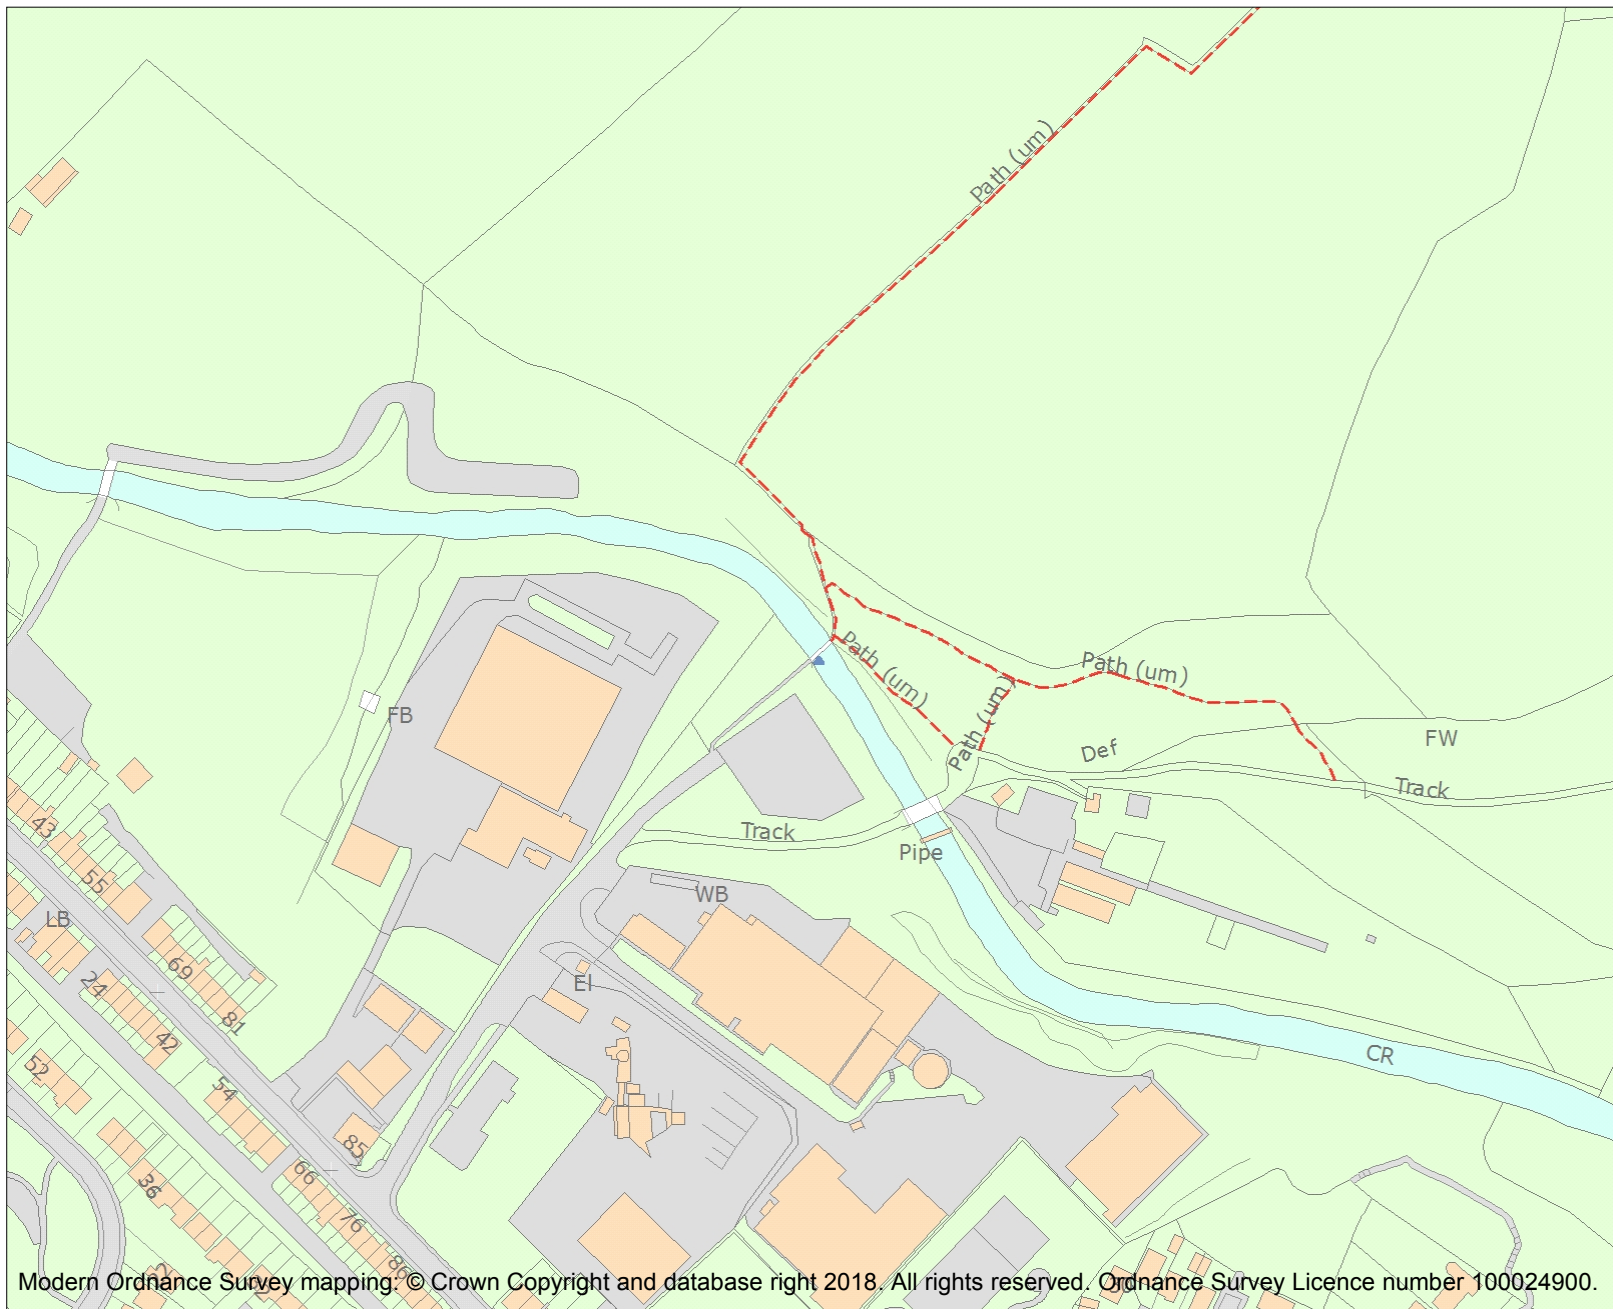 Path (um)
Path (um)
Path (um)
Path (um)
FB
Def
FW
Track
Track
Pipe
43
55
LB
WB
69
24
El
81
42
CR
52
54
85
66
36
76
86
Modern Ordnance Survey mapping. © Crown Copyright and database right 2018. All rights reserved. Ordnance Survey Licence number 100024900.